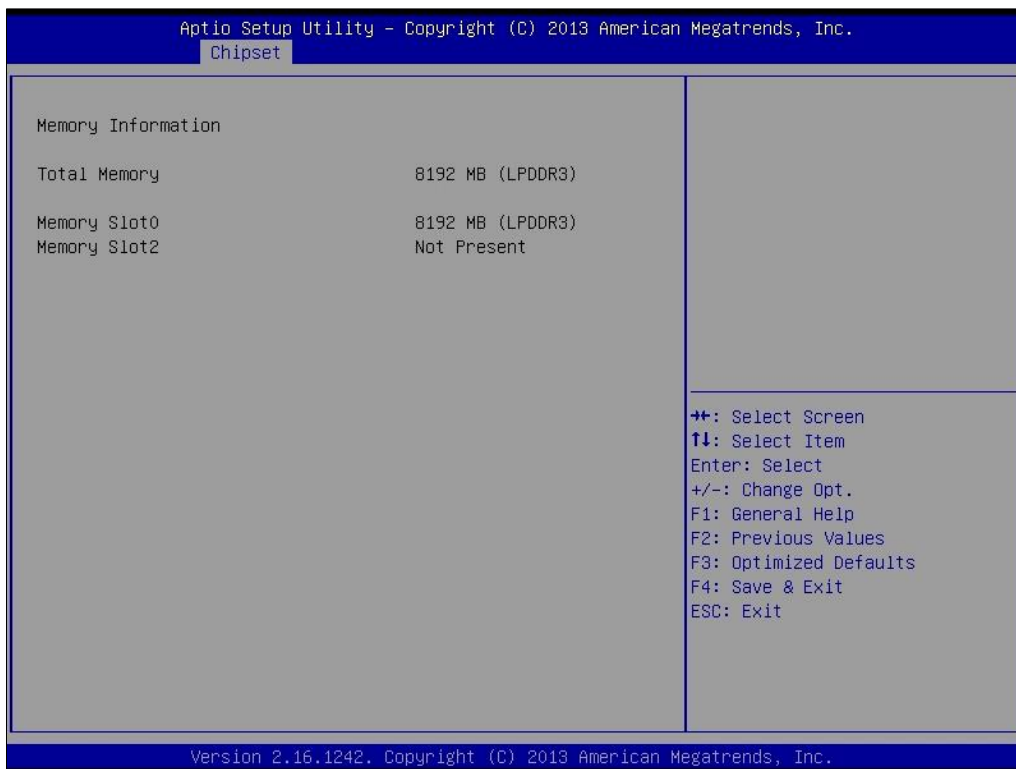 Aptio Setup Utility – Copyright (C) 2013 American Megatrends, Inc.
Chipset
Memory Information
Total Memory 8192 MB (LPDDR3)
Memory Slot0 8192 MB (LPDDR3)
Memory Slot2 Not Present
→←: Select Screen
↑↓: Select Item
Enter: Select
+/-: Change Opt.
F1: General Help
F2: Previous Values
F3: Optimized Defaults
F4: Save & Exit
ESC: Exit
Version 2.16.1242. Copyright (C) 2013 American Megatrends, Inc.